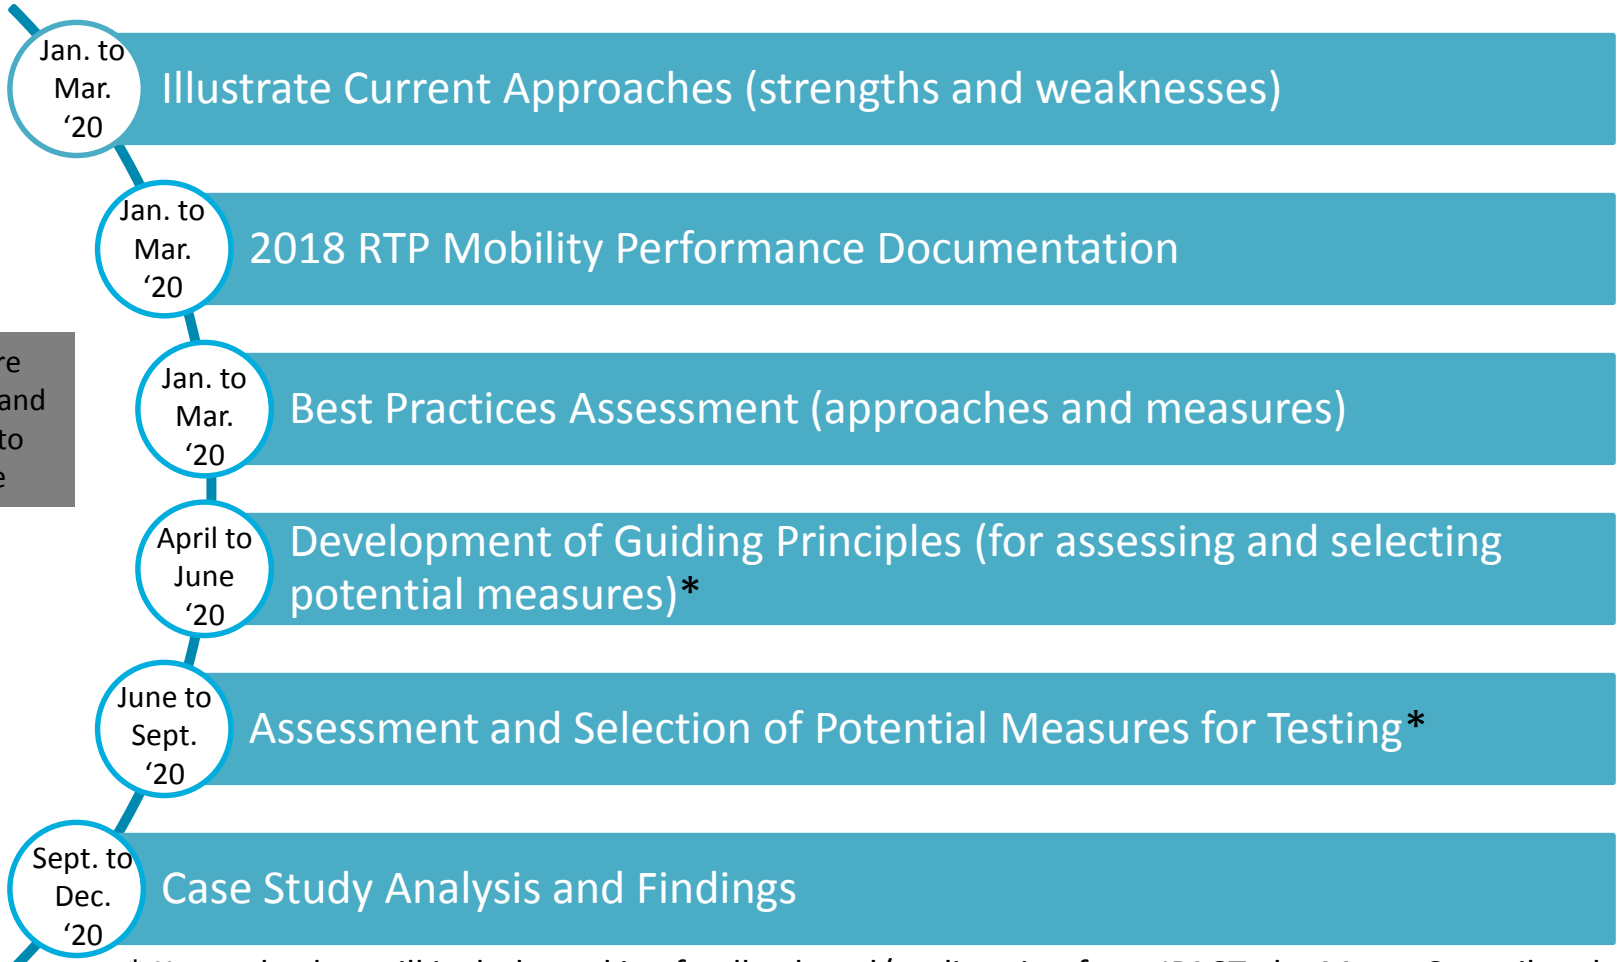 Jan. to
Mar.
‘20
Illustrate Current Approaches (strengths and weaknesses)
Jan. to
Mar.
‘20
2018 RTP Mobility Performance Documentation
re
and
to
e
Jan. to
Mar.
‘20
Best Practices Assessment (approaches and measures)
April to
June
‘20
Development of Guiding Principles (for assessing and selecting
potential measures)*
June to
Sept.
‘20
Assessment and Selection of Potential Measures for Testing*
Sept. to
Dec.
‘20
Case Study Analysis and Findings